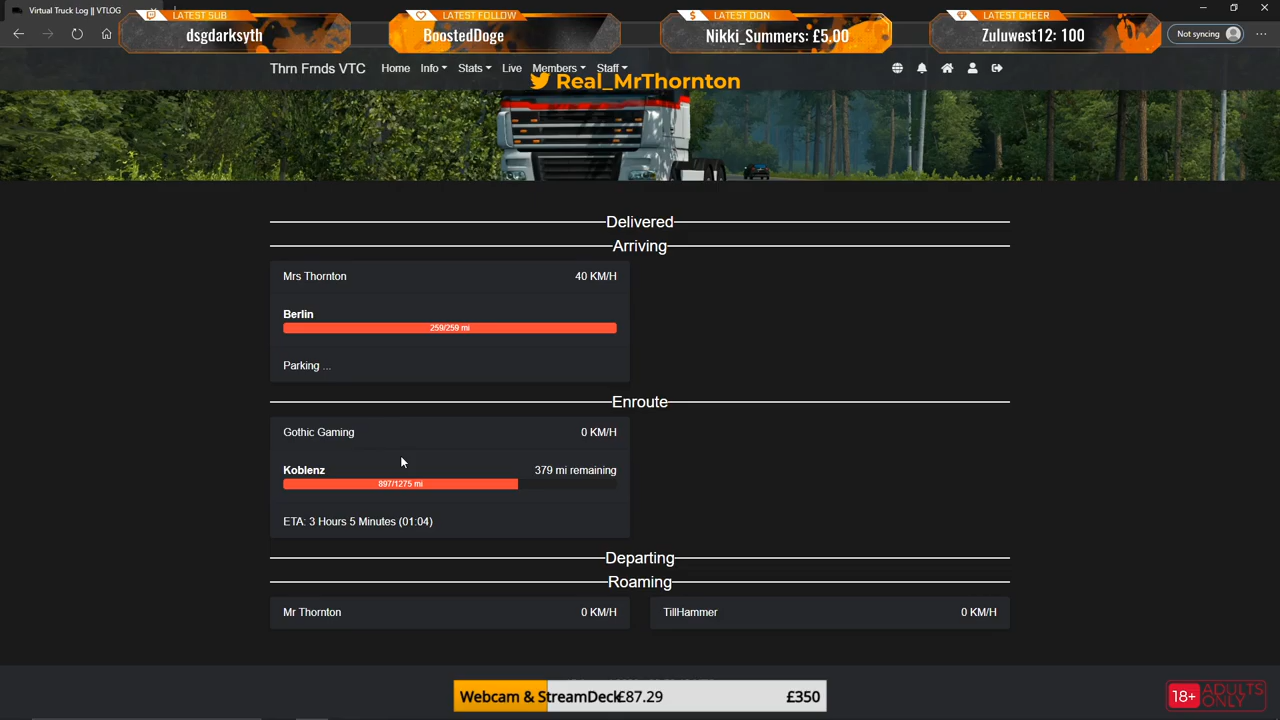 Virtual Truck Log || VTLOG
LATEST SUB
dsgdarksyth
LATEST FOLLOW
BoostedDoge
LATEST DON
Nikki_Summers: £5.00
LATEST CHEER
Zuluwest12: 100
Not syncing
Thrn Frnds VTC
Home
Info
Stats
Live
Members
Staff
Real_MrThornton
Delivered
Arriving
Mrs Thornton
40 KM/H
Berlin
259/259 mi
Parking ...
Enroute
Gothic Gaming
0 KM/H
Koblenz
379 mi remaining
897/1275 mi
ETA: 3 Hours 5 Minutes (01:04)
Departing
Roaming
Mr Thornton
0 KM/H
TillHammer
0 KM/H
Webcam & StreamDeck
£87.29
£350
18+
ADULTS
ONLY